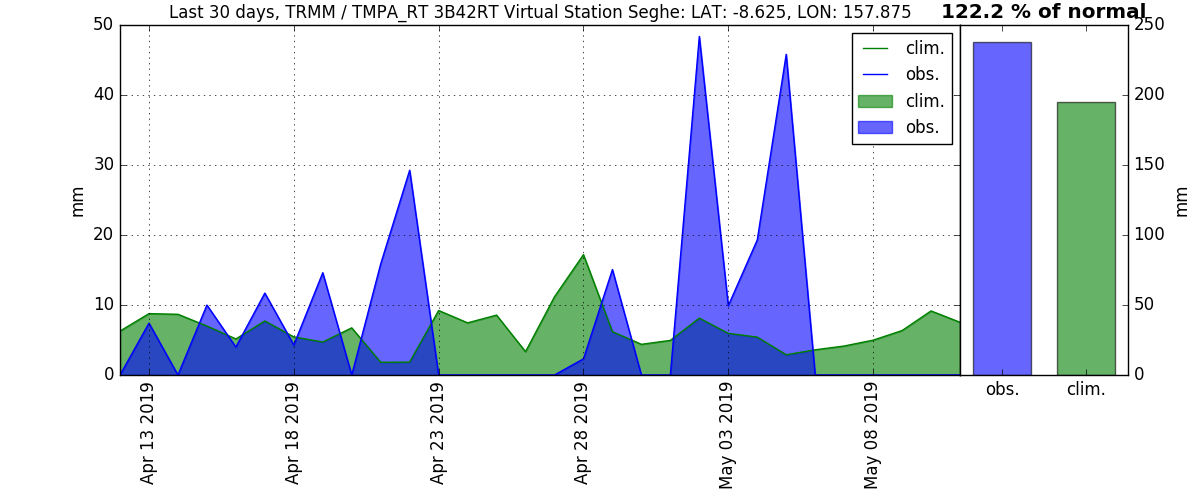 Last 30 days, TRMM / TMPA_RT 3B42RT Virtual Station Seghe: LAT: -8.625, LON: 157.875
122.2 % of normal
50
40
30
20
10
0
mm
clim.
obs.
clim.
obs.
250
200
150
100
50
0
mm
Apr 13 2019
Apr 18 2019
Apr 23 2019
Apr 28 2019
May 03 2019
May 08 2019
obs.
clim.